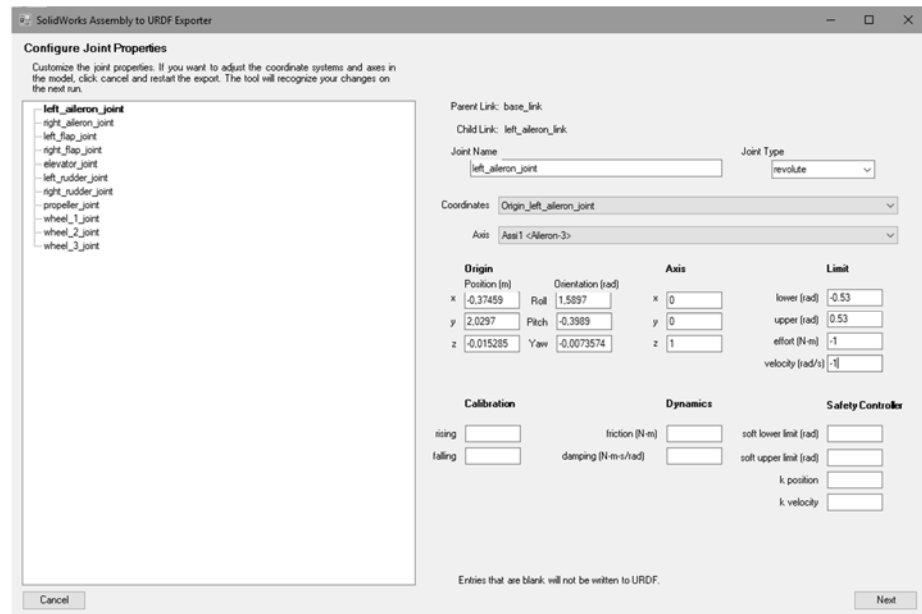 SolidWorks Assembly to URDF Exporter
Configure Joint Properties
Customize the joint properties. If you want to adjust the coordinate systems and axes in
the model, click cancel and restart the export. The tool will recognize your changes on
the next run.
left_aileron_joint
right_aileron_joint
left_flap_joint
right_flap_joint
elevator_joint
left_rudder_joint
right_rudder_joint
propeller_joint
wheel_1_joint
wheel_2_joint
wheel_3_joint
Parent Link: base_link
Child Link: left_aileron_link
Joint Name Joint Type
left_aileron_joint revolute
Coordinates Origin_left_aileron_joint
Axis Assi1 <Aileron-3>
Origin Axis Limit
Position (m) Orientation (rad)
x -0,37459 Roll 1,5897 x 0 lower (rad) -0.53
y 2,0297 Pitch -0,3989 y 0 upper (rad) 0.53
z -0,015285 Yaw -0,0073574 z 1 effort (N-m) -1
velocity (rad/s) -1
Calibration Dynamics Safety Controller
rising friction (N-m) soft lower limit (rad)
falling damping (N-m-s/rad) soft upper limit (rad)
k position
k velocity
Entries that are blank will not be written to URDF.
Cancel Next